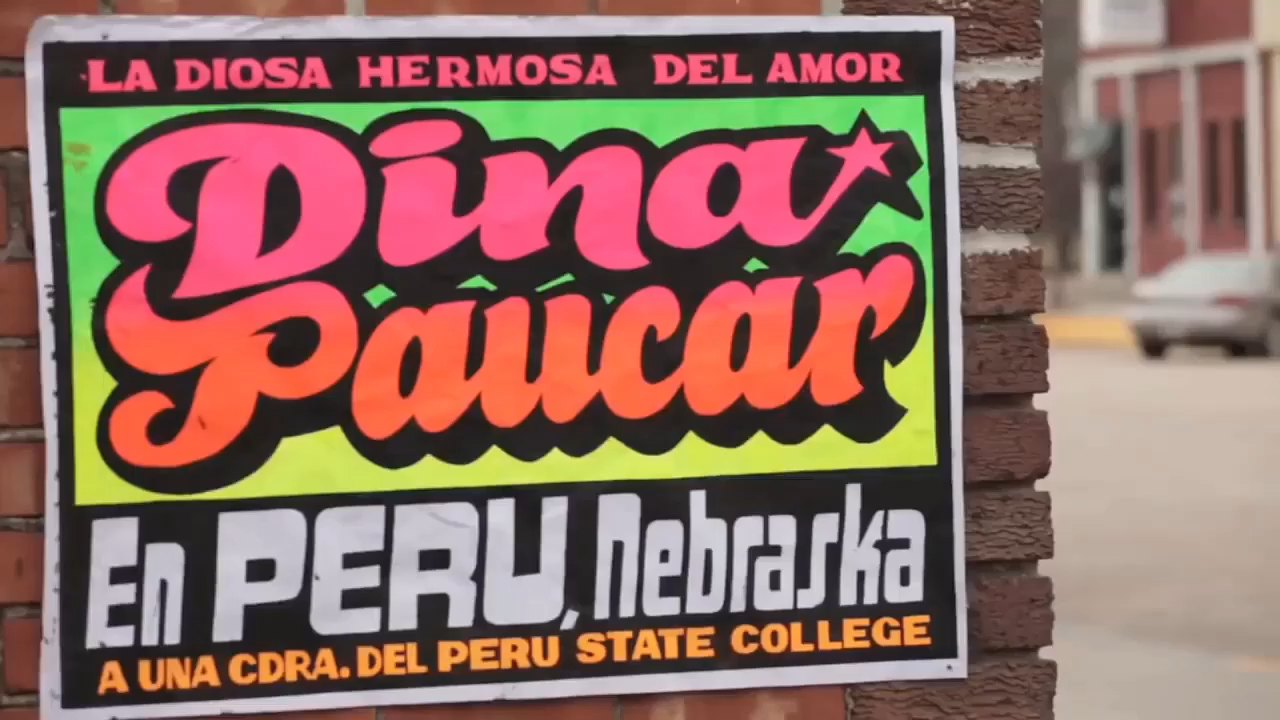 LA DIOSA HERMOSA DEL AMOR
Dina
Paucar
En PERU, nebraska
A UNA CDRA. DEL PERU STATE COLLEGE